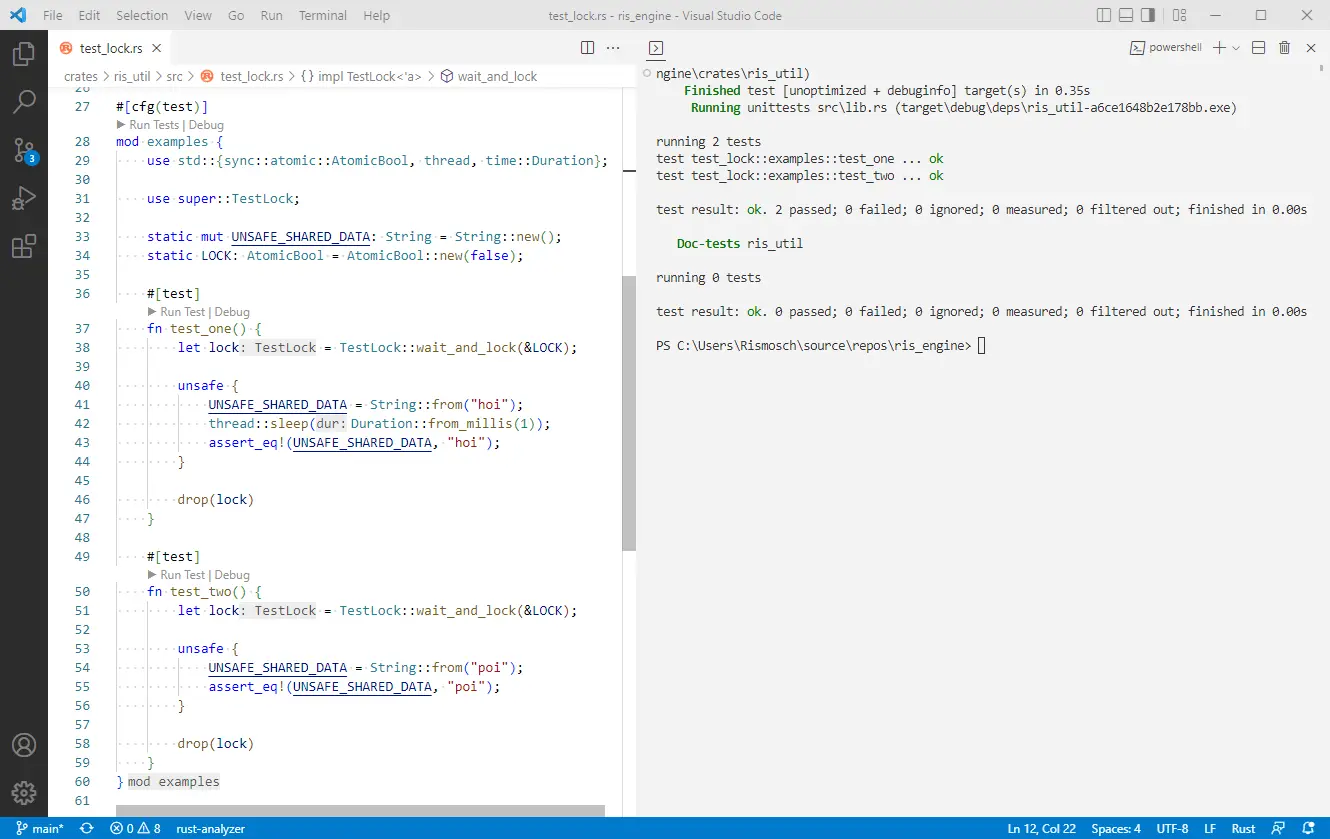 File Edit Selection View Go Run Terminal Help test_lock.rs - ris_engine - Visual Studio Code
test_lock.rs
crates > ris_util > src > test_lock.rs > {} impl TestLock<'a> > wait_and_lock
26
27 #[cfg(test)]
Run Tests | Debug
28 mod examples {
29 use std::{sync::atomic::AtomicBool, thread, time::Duration};
30
31 use super::TestLock;
32
33 static mut UNSAFE_SHARED_DATA: String = String::new();
34 static LOCK: AtomicBool = AtomicBool::new(false);
35
36 #[test]
Run Test | Debug
37 fn test_one() {
38 let lock: TestLock = TestLock::wait_and_lock(&LOCK);
39
40 unsafe {
41 UNSAFE_SHARED_DATA = String::from("hoi");
42 thread::sleep(dur: Duration::from_millis(1));
43 assert_eq!(UNSAFE_SHARED_DATA, "hoi");
44 }
45
46 drop(lock)
47 }
48
49 #[test]
Run Test | Debug
50 fn test_two() {
51 let lock: TestLock = TestLock::wait_and_lock(&LOCK);
52
53 unsafe {
54 UNSAFE_SHARED_DATA = String::from("poi");
55 assert_eq!(UNSAFE_SHARED_DATA, "poi");
56 }
57
58 drop(lock)
59 }
60 } mod examples
61
powershell
ngine\crates\ris_util)
Finished test [unoptimized + debuginfo] target(s) in 0.35s
Running unittests src\lib.rs (target\debug\deps\ris_util-a6ce1648b2e178bb.exe)
running 2 tests
test test_lock::examples::test_one ... ok
test test_lock::examples::test_two ... ok
test result: ok. 2 passed; 0 failed; 0 ignored; 0 measured; 0 filtered out; finished in 0.00s
Doc-tests ris_util
running 0 tests
test result: ok. 0 passed; 0 failed; 0 ignored; 0 measured; 0 filtered out; finished in 0.00s
PS C:\Users\Rismosch\source\repos\ris_engine>
3
main* 0 8 rust-analyzer Ln 12, Col 22 Spaces: 4 UTF-8 LF Rust